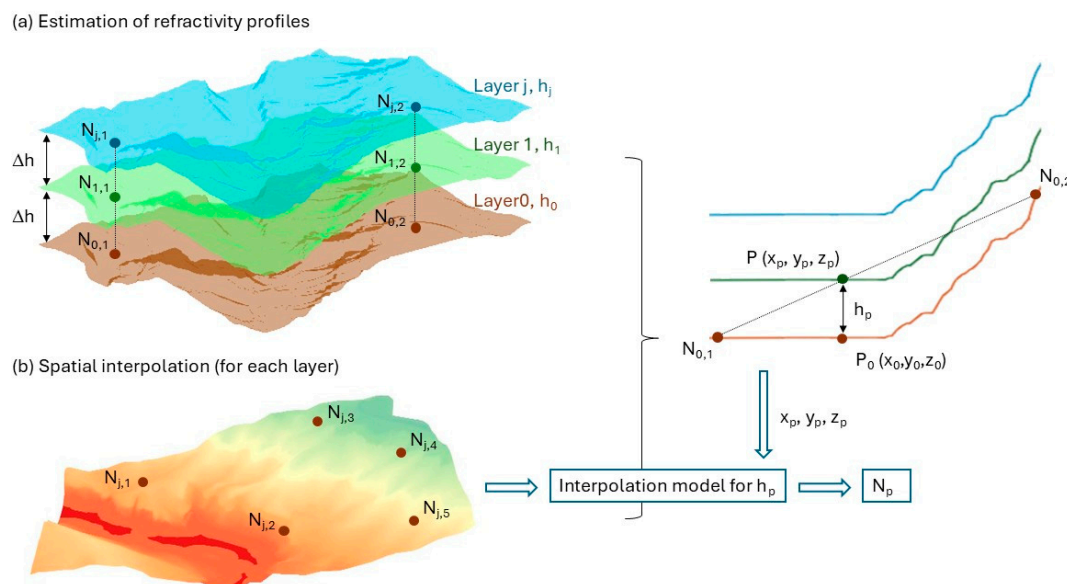 (a) Estimation of refractivity profiles
Layer j, hj
Nj,1
Nj,2
Δh
Layer 1, h1
N1,1
N1,2
Δh
Layer0, h0
N0,1
N0,2
N0,2
P (xp, yp, zp)
hp
N0,1
P0 (x0,y0,z0)
(b) Spatial interpolation (for each layer)
Nj,3
Nj,4
Nj,1
Nj,2
Nj,5
xp, yp, zp
Interpolation model for hp
Np